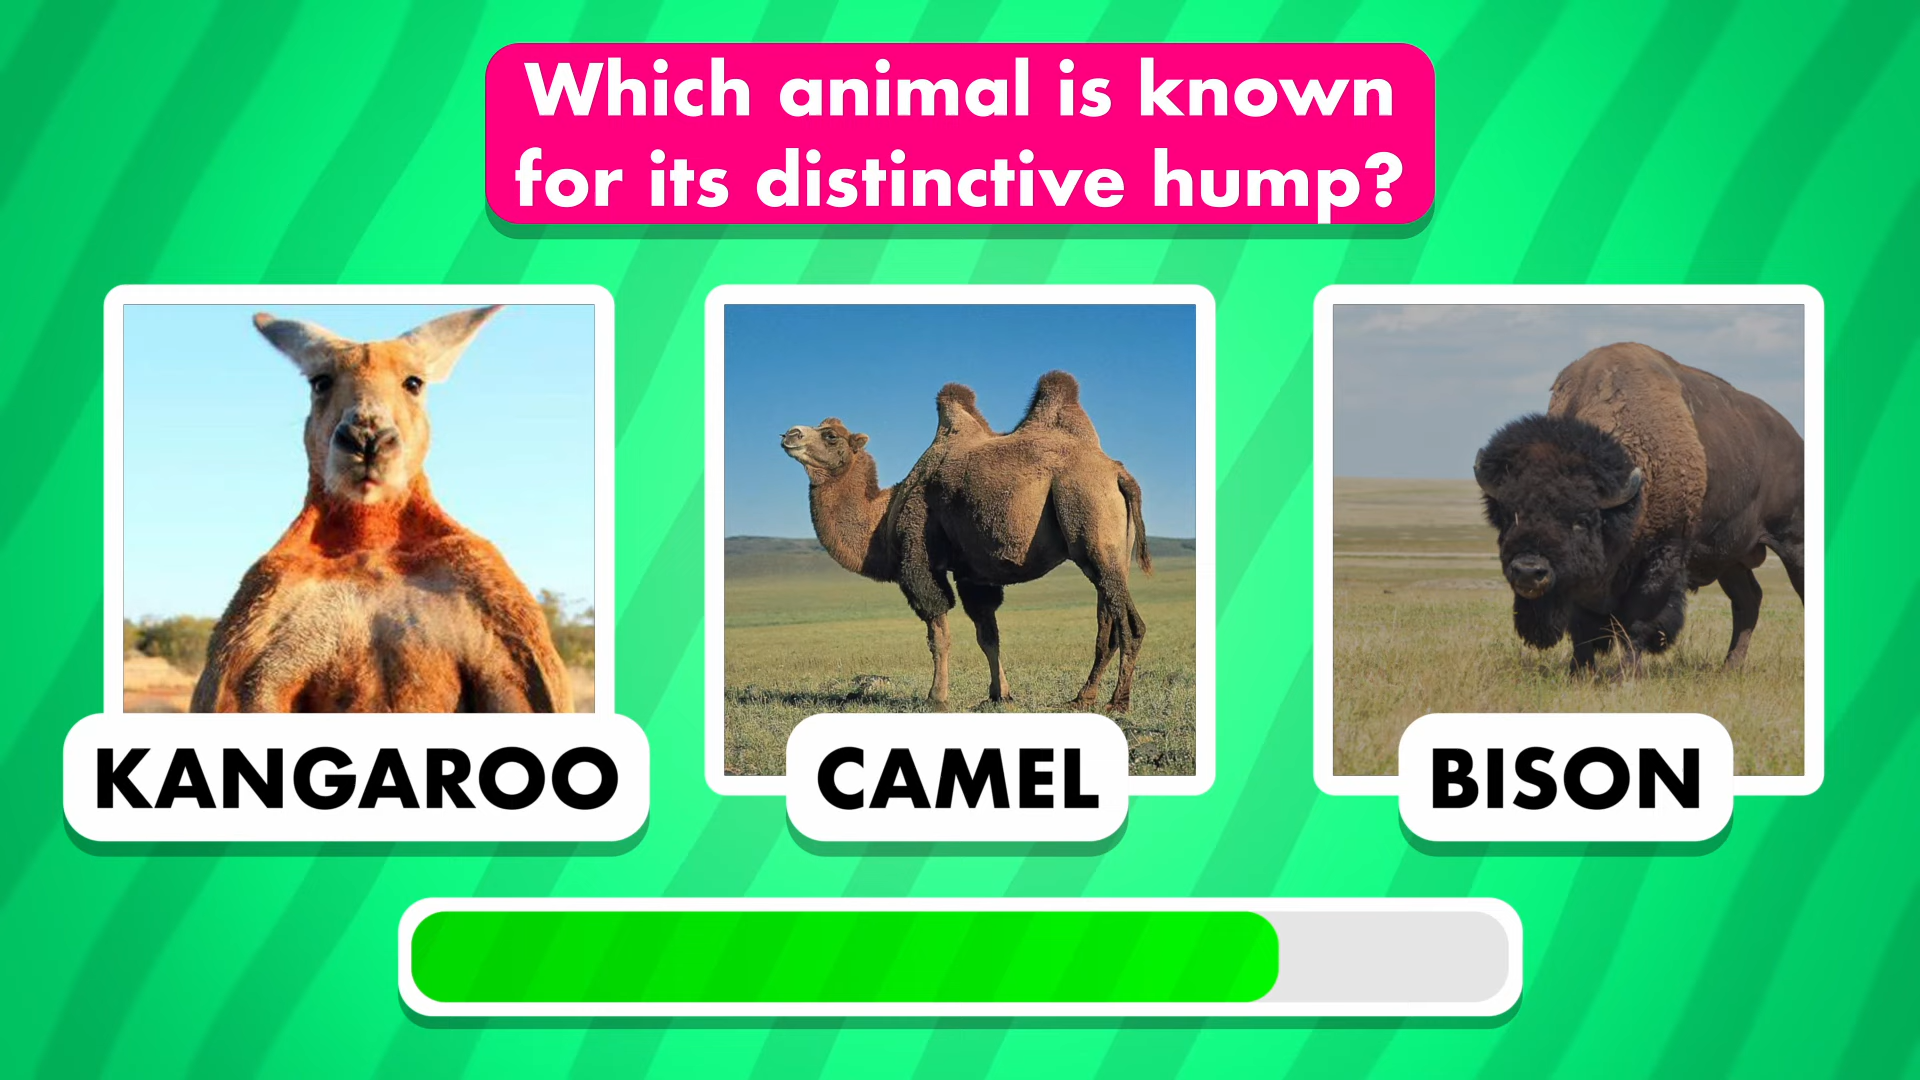 Which animal is known
for its distinctive hump?
KANGAROO
CAMEL
BISON